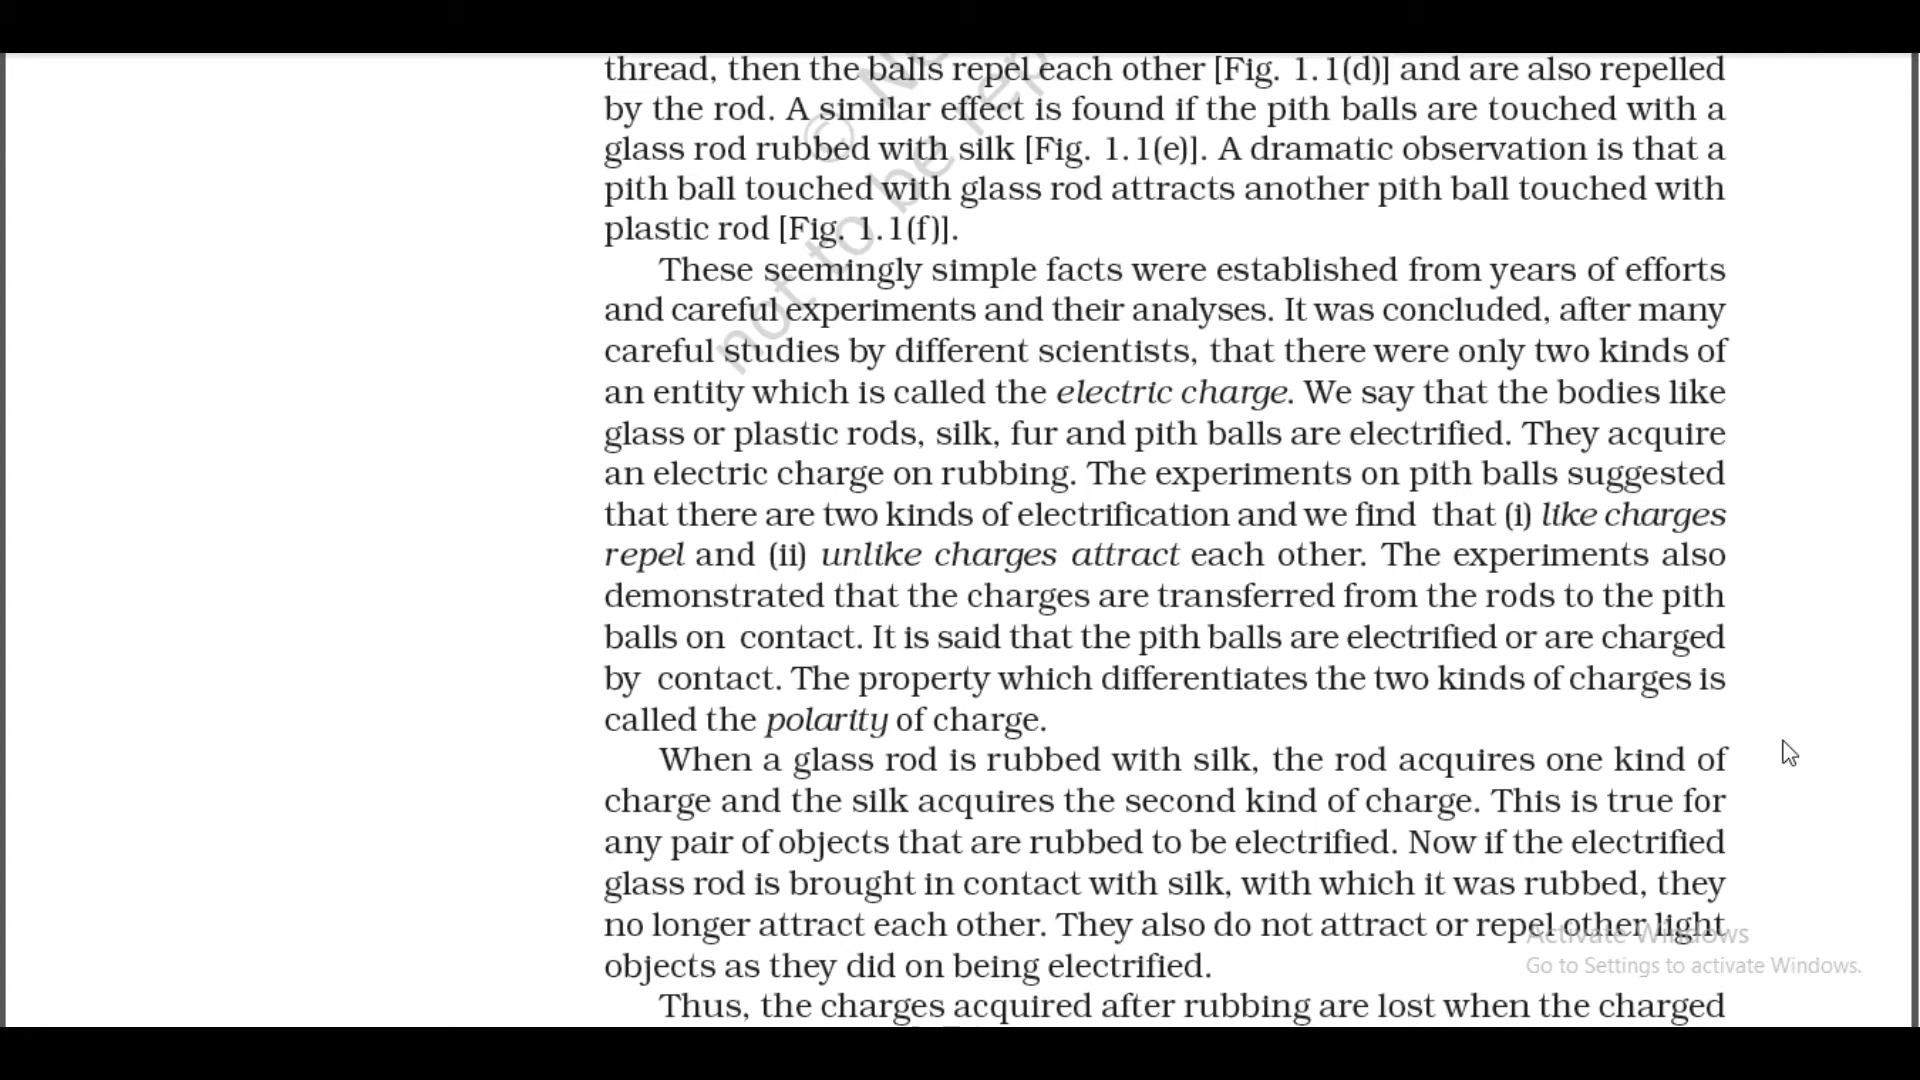 thread, then the balls repel each other [Fig. 1.1(d)] and are also repelled
by the rod. A similar effect is found if the pith balls are touched with a
glass rod rubbed with silk [Fig. 1.1(e)]. A dramatic observation is that a
pith ball touched with glass rod attracts another pith ball touched with
plastic rod [Fig. 1.1(f)].
These seemingly simple facts were established from years of efforts
and careful experiments and their analyses. It was concluded, after many
careful studies by different scientists, that there were only two kinds of
an entity which is called the electric charge. We say that the bodies like
glass or plastic rods, silk, fur and pith balls are electrified. They acquire
an electric charge on rubbing. The experiments on pith balls suggested
that there are two kinds of electrification and we find that (i) like charges
repel and (ii) unlike charges attract each other. The experiments also
demonstrated that the charges are transferred from the rods to the pith
balls on contact. It is said that the pith balls are electrified or are charged
by contact. The property which differentiates the two kinds of charges is
called the polarity of charge.
When a glass rod is rubbed with silk, the rod acquires one kind of
charge and the silk acquires the second kind of charge. This is true for
any pair of objects that are rubbed to be electrified. Now if the electrified
glass rod is brought in contact with silk, with which it was rubbed, they
no longer attract each other. They also do not attract or repel other light
objects as they did on being electrified.
Thus, the charges acquired after rubbing are lost when the charged
not to be
Activate Windows
Go to Settings to activate Windows.